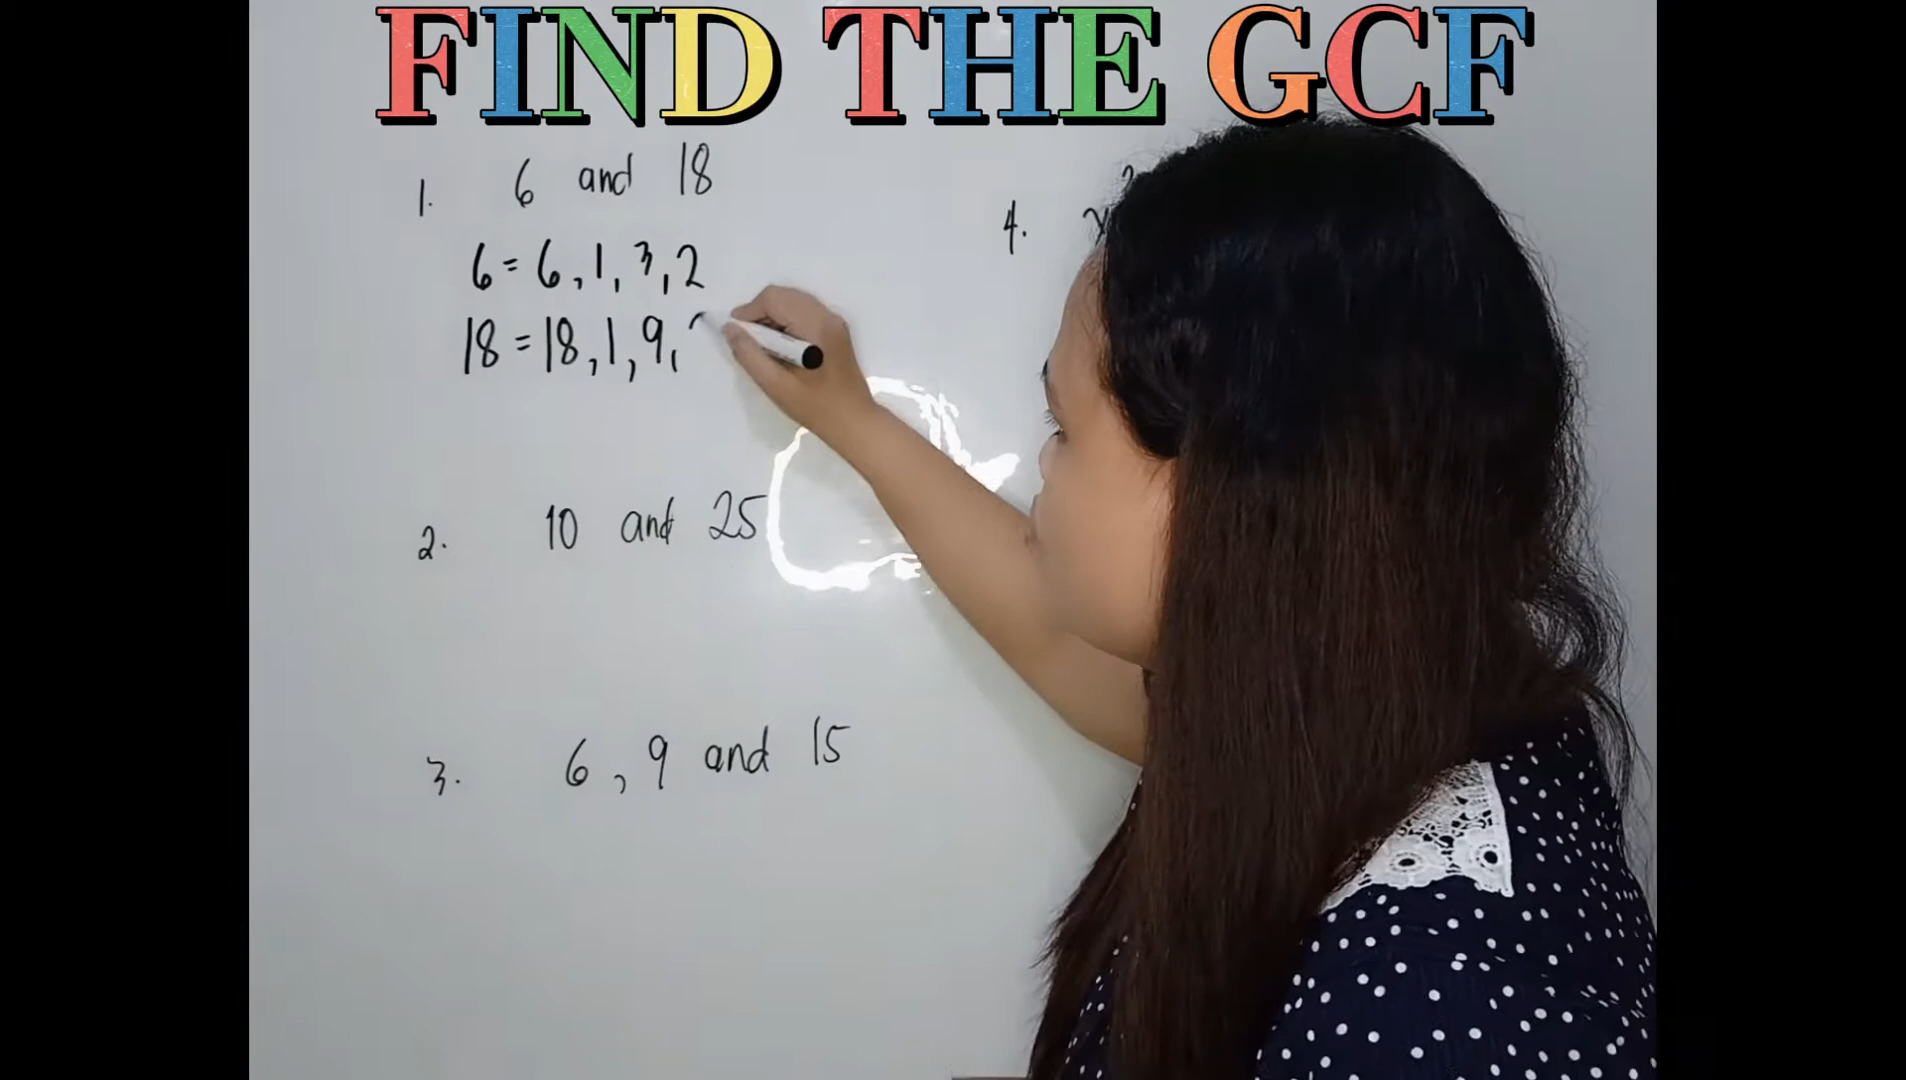 FIND THE GCF
1. 6 and 18
6 = 6, 1, 3, 2
18 = 18, 1, 9,
2. 10 and 25
3. 6, 9 and 15
4.